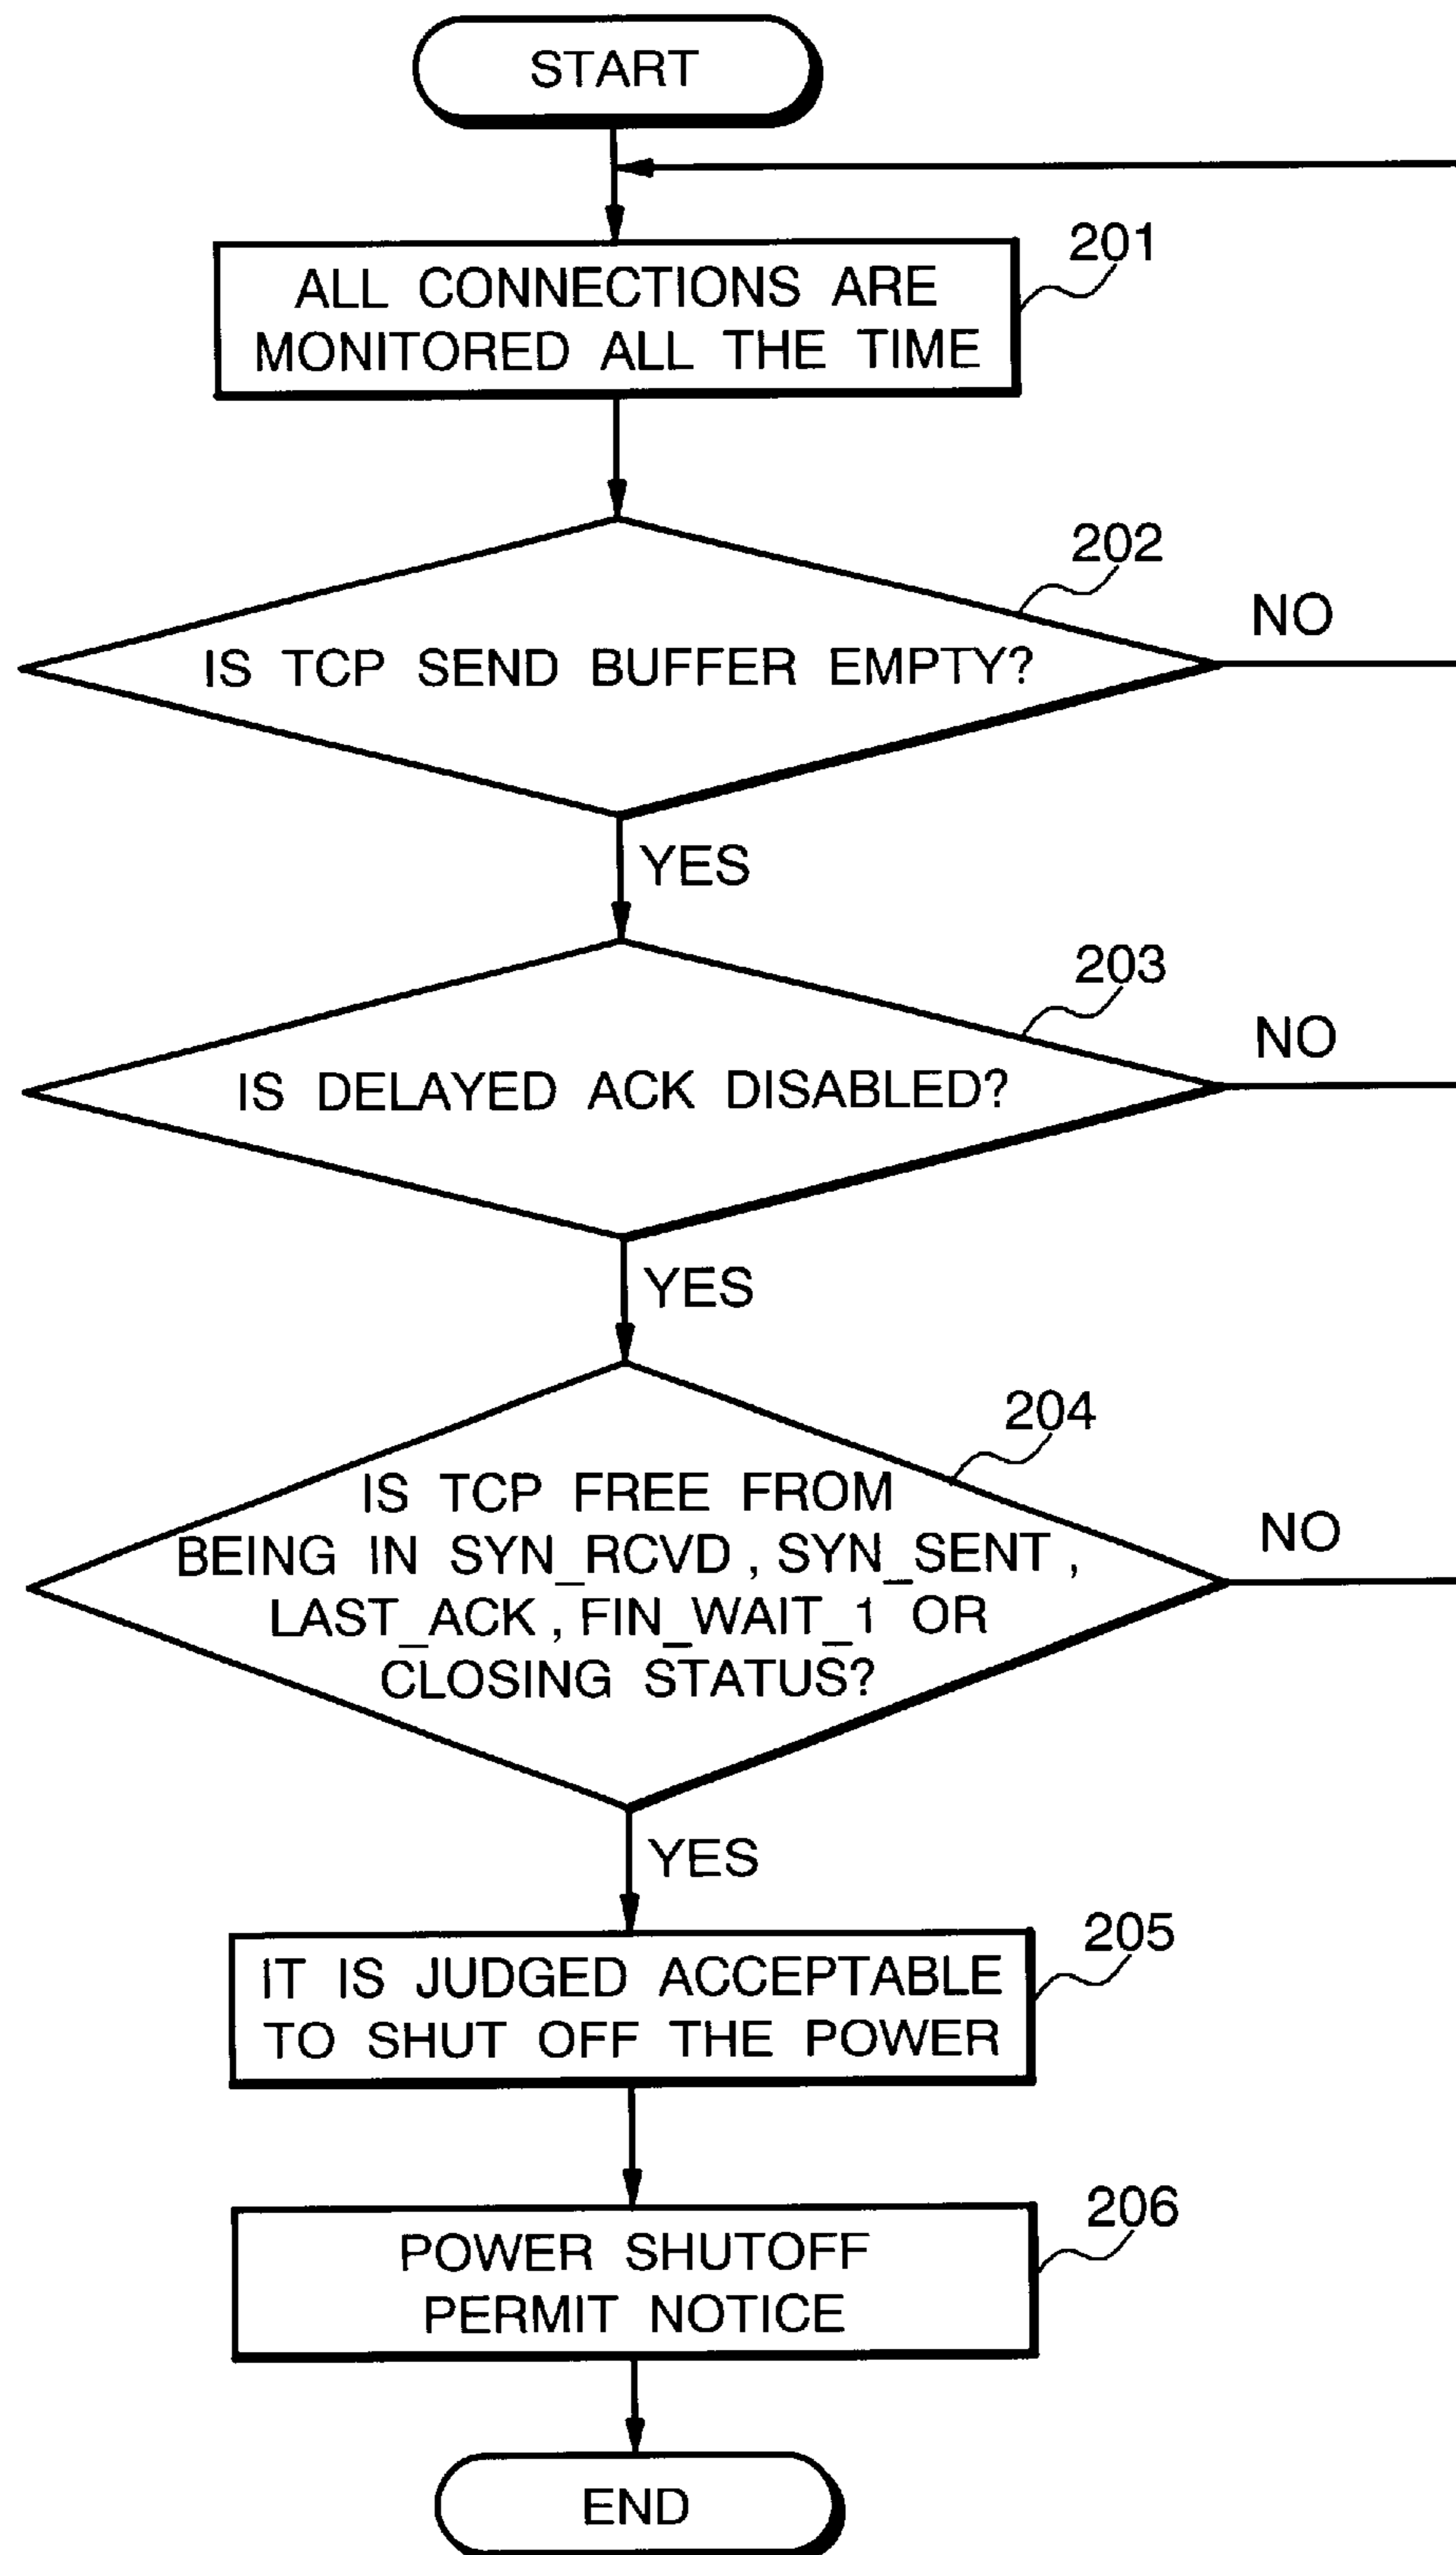 START
201
ALL CONNECTIONS ARE
MONITORED ALL THE TIME
202
NO
IS TCP SEND BUFFER EMPTY?
YES
203
NO
IS DELAYED ACK DISABLED?
YES
204
IS TCP FREE FROM
BEING IN SYN_RCVD , SYN_SENT ,
LAST_ACK , FIN_WAIT_1 OR
CLOSING STATUS?
NO
YES
205
IT IS JUDGED ACCEPTABLE
TO SHUT OFF THE POWER
206
POWER SHUTOFF
PERMIT NOTICE
END